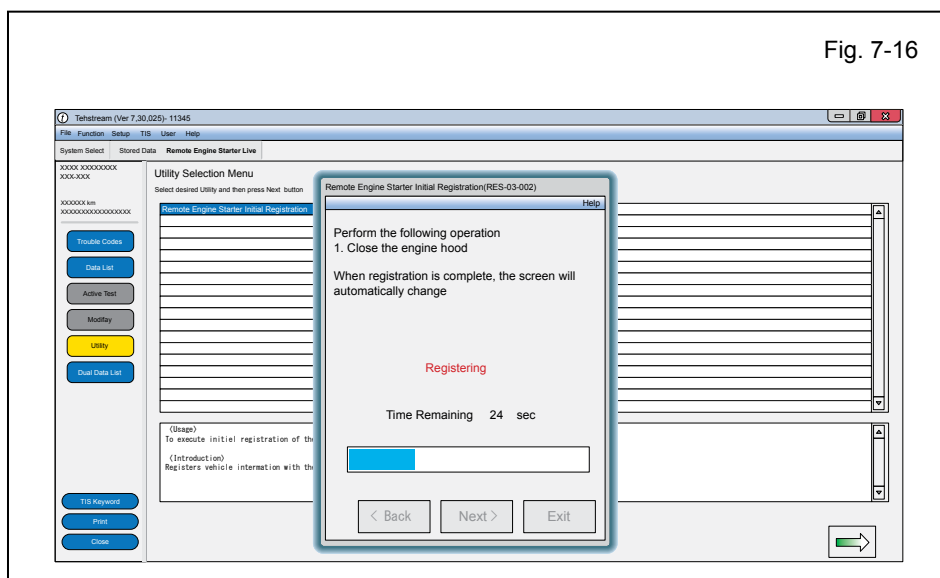 Fig. 7-16
Tehstream (Ver 7,30,025)- 11345
File Function Setup TIS User Help
System Select Stored Data Remote Engine Starter Live
XXXX XXXXXXXX
XXX-XXX
XXXXXX km
XXXXXXXXXXXXXXXXX
Trouble Codes
Data List
Active Test
Modifay
Utility
Dual Data List
TIS Keyword
Print
Close
Utility Selection Menu
Select desired Utility and then press Next button
Remote Engine Starter Initial Registration
(Usage)
To execute initiel registration of th
(Introduction)
Registers vehicle intermation with th
Remote Engine Starter Initial Registration(RES-03-002)
Help
Perform the following operation
1. Close the engine hood
When registration is complete, the screen will
automatically change
Registering
Time Remaining 24 sec
< Back Next > Exit